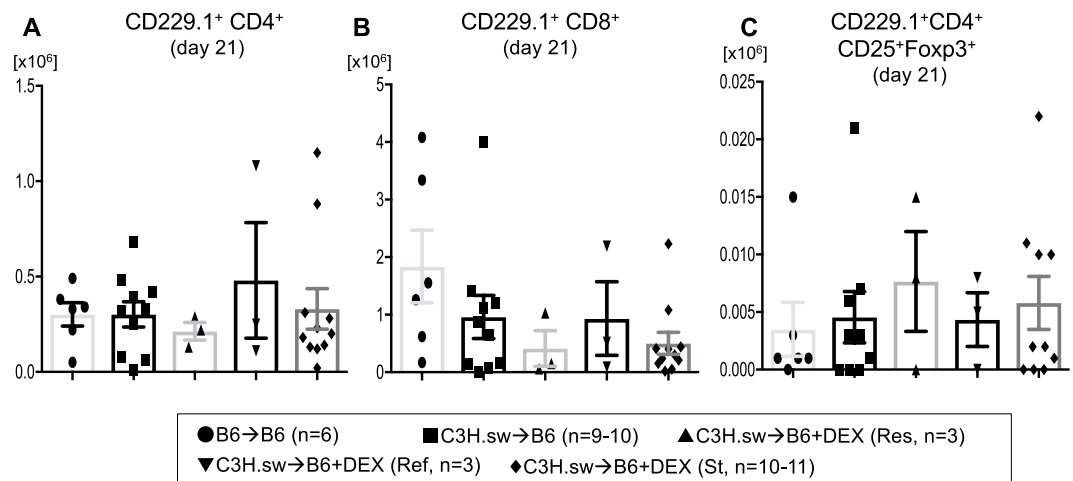 A
CD229.1⁺ CD4⁺
(day 21)
[x10⁶]
1.5
1.0
0.5
0.0
B
CD229.1⁺ CD8⁺
(day 21)
[x10⁶]
5
4
3
2
1
0
C
CD229.1⁺CD4⁺
CD25⁺Foxp3⁺
(day 21)
[x10⁶]
0.025
0.020
0.015
0.010
0.005
0.000
●B6→B6 (n=6) ■C3H.sw→B6 (n=9-10) ▲C3H.sw→B6+DEX (Res, n=3)
▼C3H.sw→B6+DEX (Ref, n=3) ♦C3H.sw→B6+DEX (St, n=10-11)